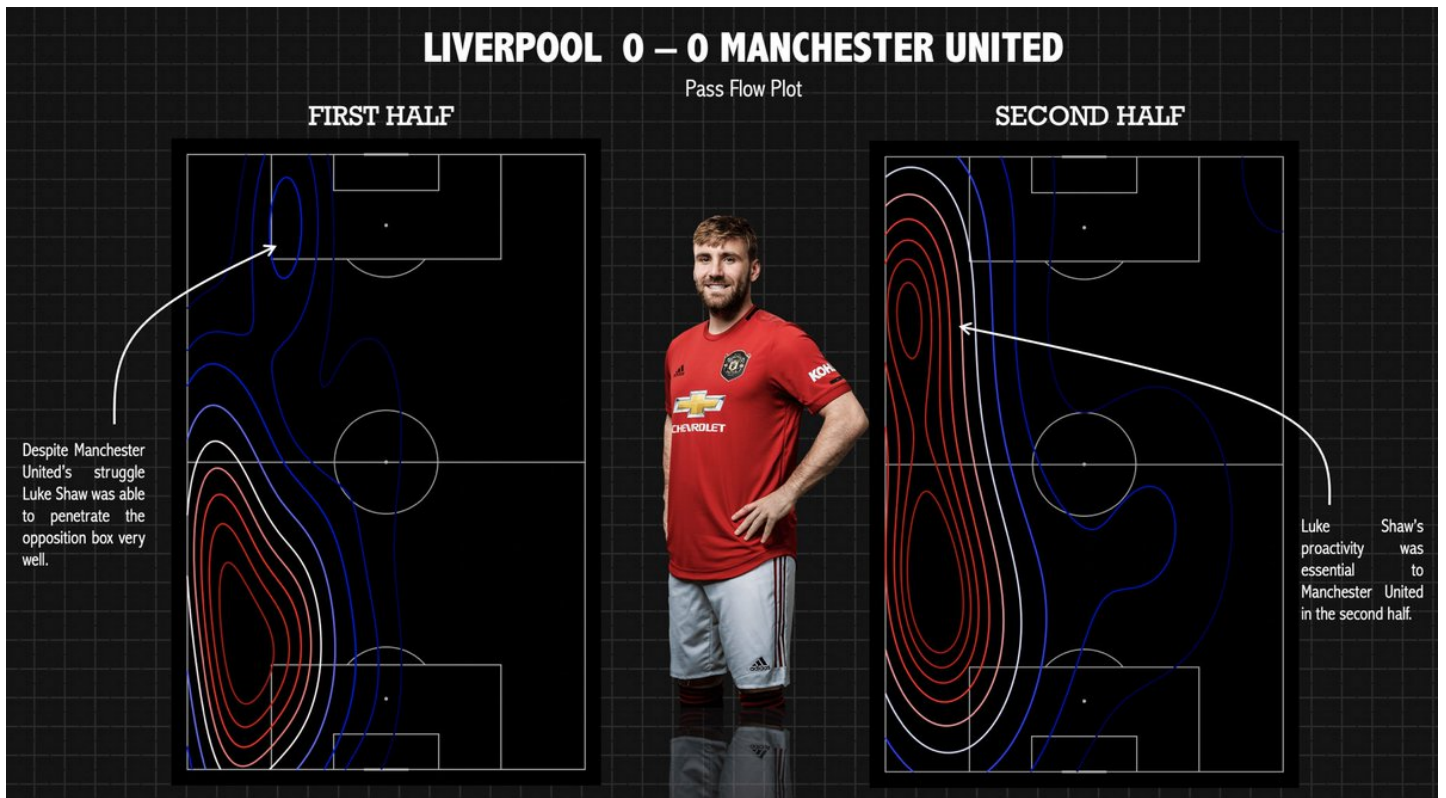 LIVERPOOL 0 – 0 MANCHESTER UNITED
Pass Flow Plot
FIRST HALF
SECOND HALF
Despite Manchester
United's struggle
Luke Shaw was able
to penetrate the
opposition box very
well.
CHEVROLET
adidas
Luke Shaw's
proactivity was
essential to
Manchester United
in the second half.